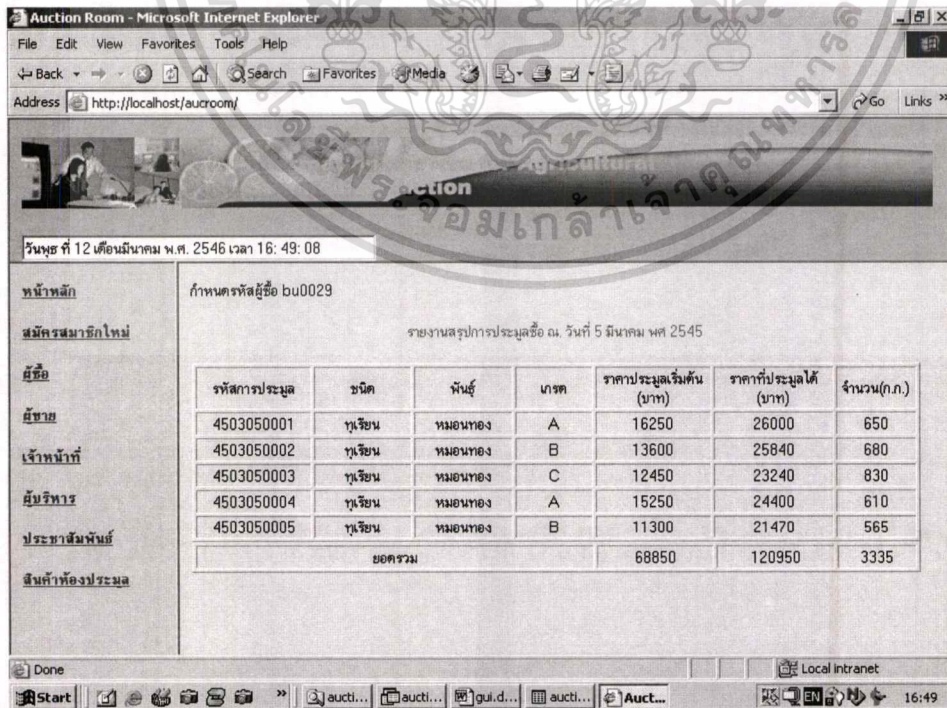 Auction Room - Microsoft Internet Explorer
File Edit View Favorites Tools Help
Back Search Favorites Media
Address http://localhost/aucroom/ Go Links »
Agricultural
วันพุธ ที่ 12 เดือนมีนาคม พ.ศ. 2546 เวลา 16: 49: 08
หน้าหลัก
สมัครสมาชิกใหม่
ผู้ซื้อ
ผู้ขาย
เจ้าหน้าที่
ผู้บริหาร
ประชาสัมพันธ์
สินค้าห้องประมูล
กำหนดรหัสผู้ซื้อ bu0029
รายงานสรุปการประมูลซื้อ ณ. วันที่ 5 มีนาคม พศ 2545
รหัสการประมูล ชนิด พันธุ์ เกรด ราคาประมูลเริ่มต้น (บาท) ราคาที่ประมูลได้ (บาท) จำนวน(ก.ก.)
4503050001 ทุเรียน หมอนทอง A 16250 26000 650
4503050002 ทุเรียน หมอนทอง B 13600 25840 680
4503050003 ทุเรียน หมอนทอง C 12450 23240 830
4503050004 ทุเรียน หมอนทอง A 15250 24400 610
4503050005 ทุเรียน หมอนทอง B 11300 21470 565
ยอดรวม 68850 120950 3335
Done Local intranet
Start » aucti... aucti... gui.d... aucti... Auct... EN 16:49